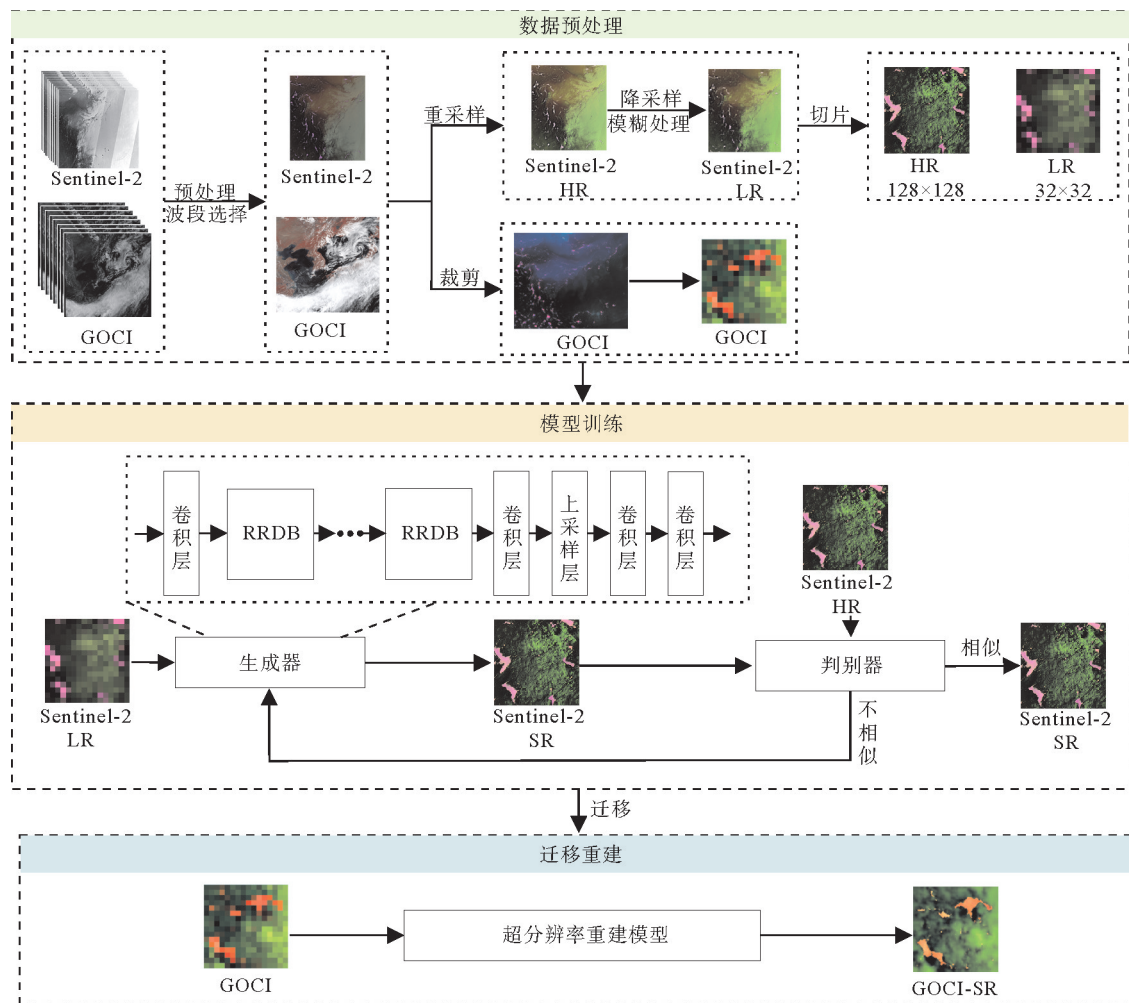 数据预处理
Sentinel-2
GOCI
预处理
波段选择
Sentinel-2
GOCI
重采样
裁剪
Sentinel-2
HR
降采样
模糊处理
Sentinel-2
LR
切片
HR
128×128
LR
32×32
GOCI
GOCI
模型训练
卷积层
RRDB
RRDB
卷积层
上采样层
卷积层
卷积层
Sentinel-2
HR
Sentinel-2
LR
生成器
Sentinel-2
SR
判别器
相似
不相似
Sentinel-2
SR
迁移
迁移重建
GOCI
超分辨率重建模型
GOCI-SR